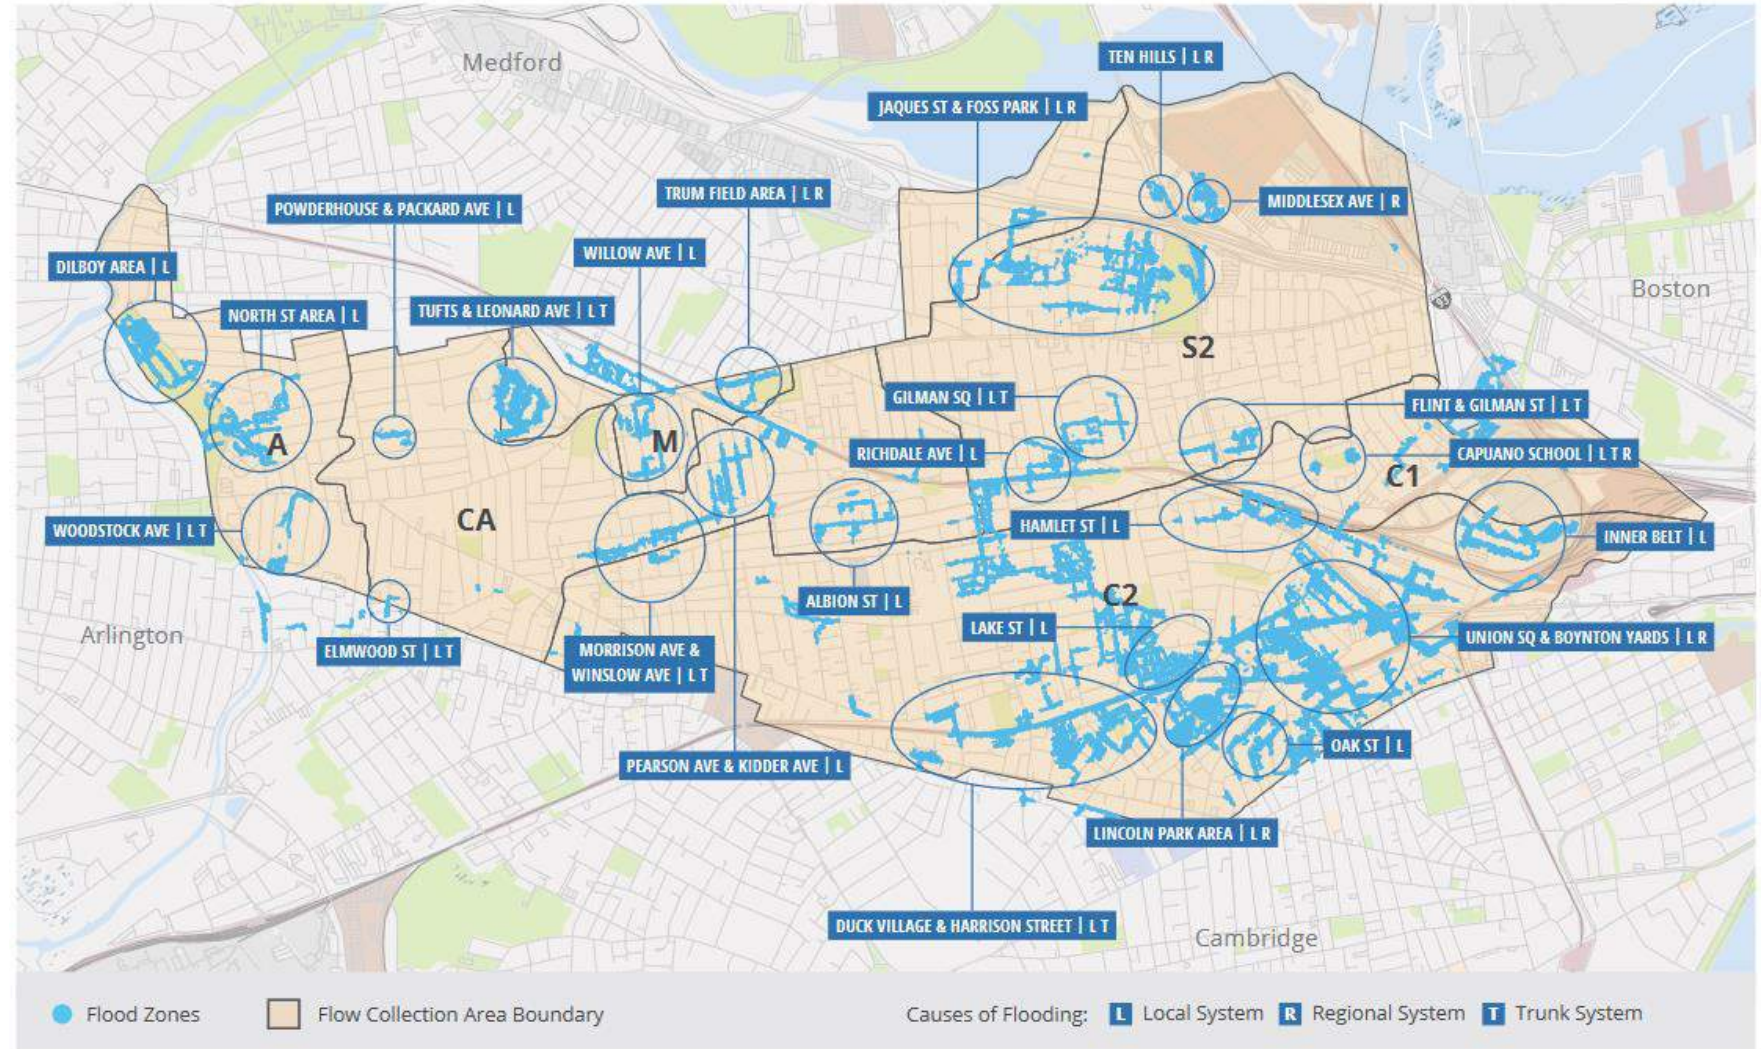 Medford
TEN HILLS | L R
JAQUES ST & FOSS PARK | L R
TRUM FIELD AREA | L R
MIDDLESEX AVE | R
POWDERHOUSE & PACKARD AVE | L
WILLOW AVE | L
DILBOY AREA | L
Boston
93
NORTH ST AREA | L
TUFTS & LEONARD AVE | L T
S2
GILMAN SQ | L T
FLINT & GILMAN ST | L T
A
M
RICHDALE AVE | L
CAPUANO SCHOOL | L T R
C1
CA
WOODSTOCK AVE | L T
HAMLET ST | L
INNER BELT | L
C2
ALBION ST | L
LAKE ST | L
Arlington
UNION SQ & BOYNTON YARDS | L R
ELMWOOD ST | L T
MORRISON AVE &
WINSLOW AVE | L T
OAK ST | L
PEARSON AVE & KIDDER AVE | L
LINCOLN PARK AREA | L R
DUCK VILLAGE & HARRISON STREET | L T
Cambridge
Flood Zones
Flow Collection Area Boundary
Causes of Flooding: L Local System R Regional System T Trunk System